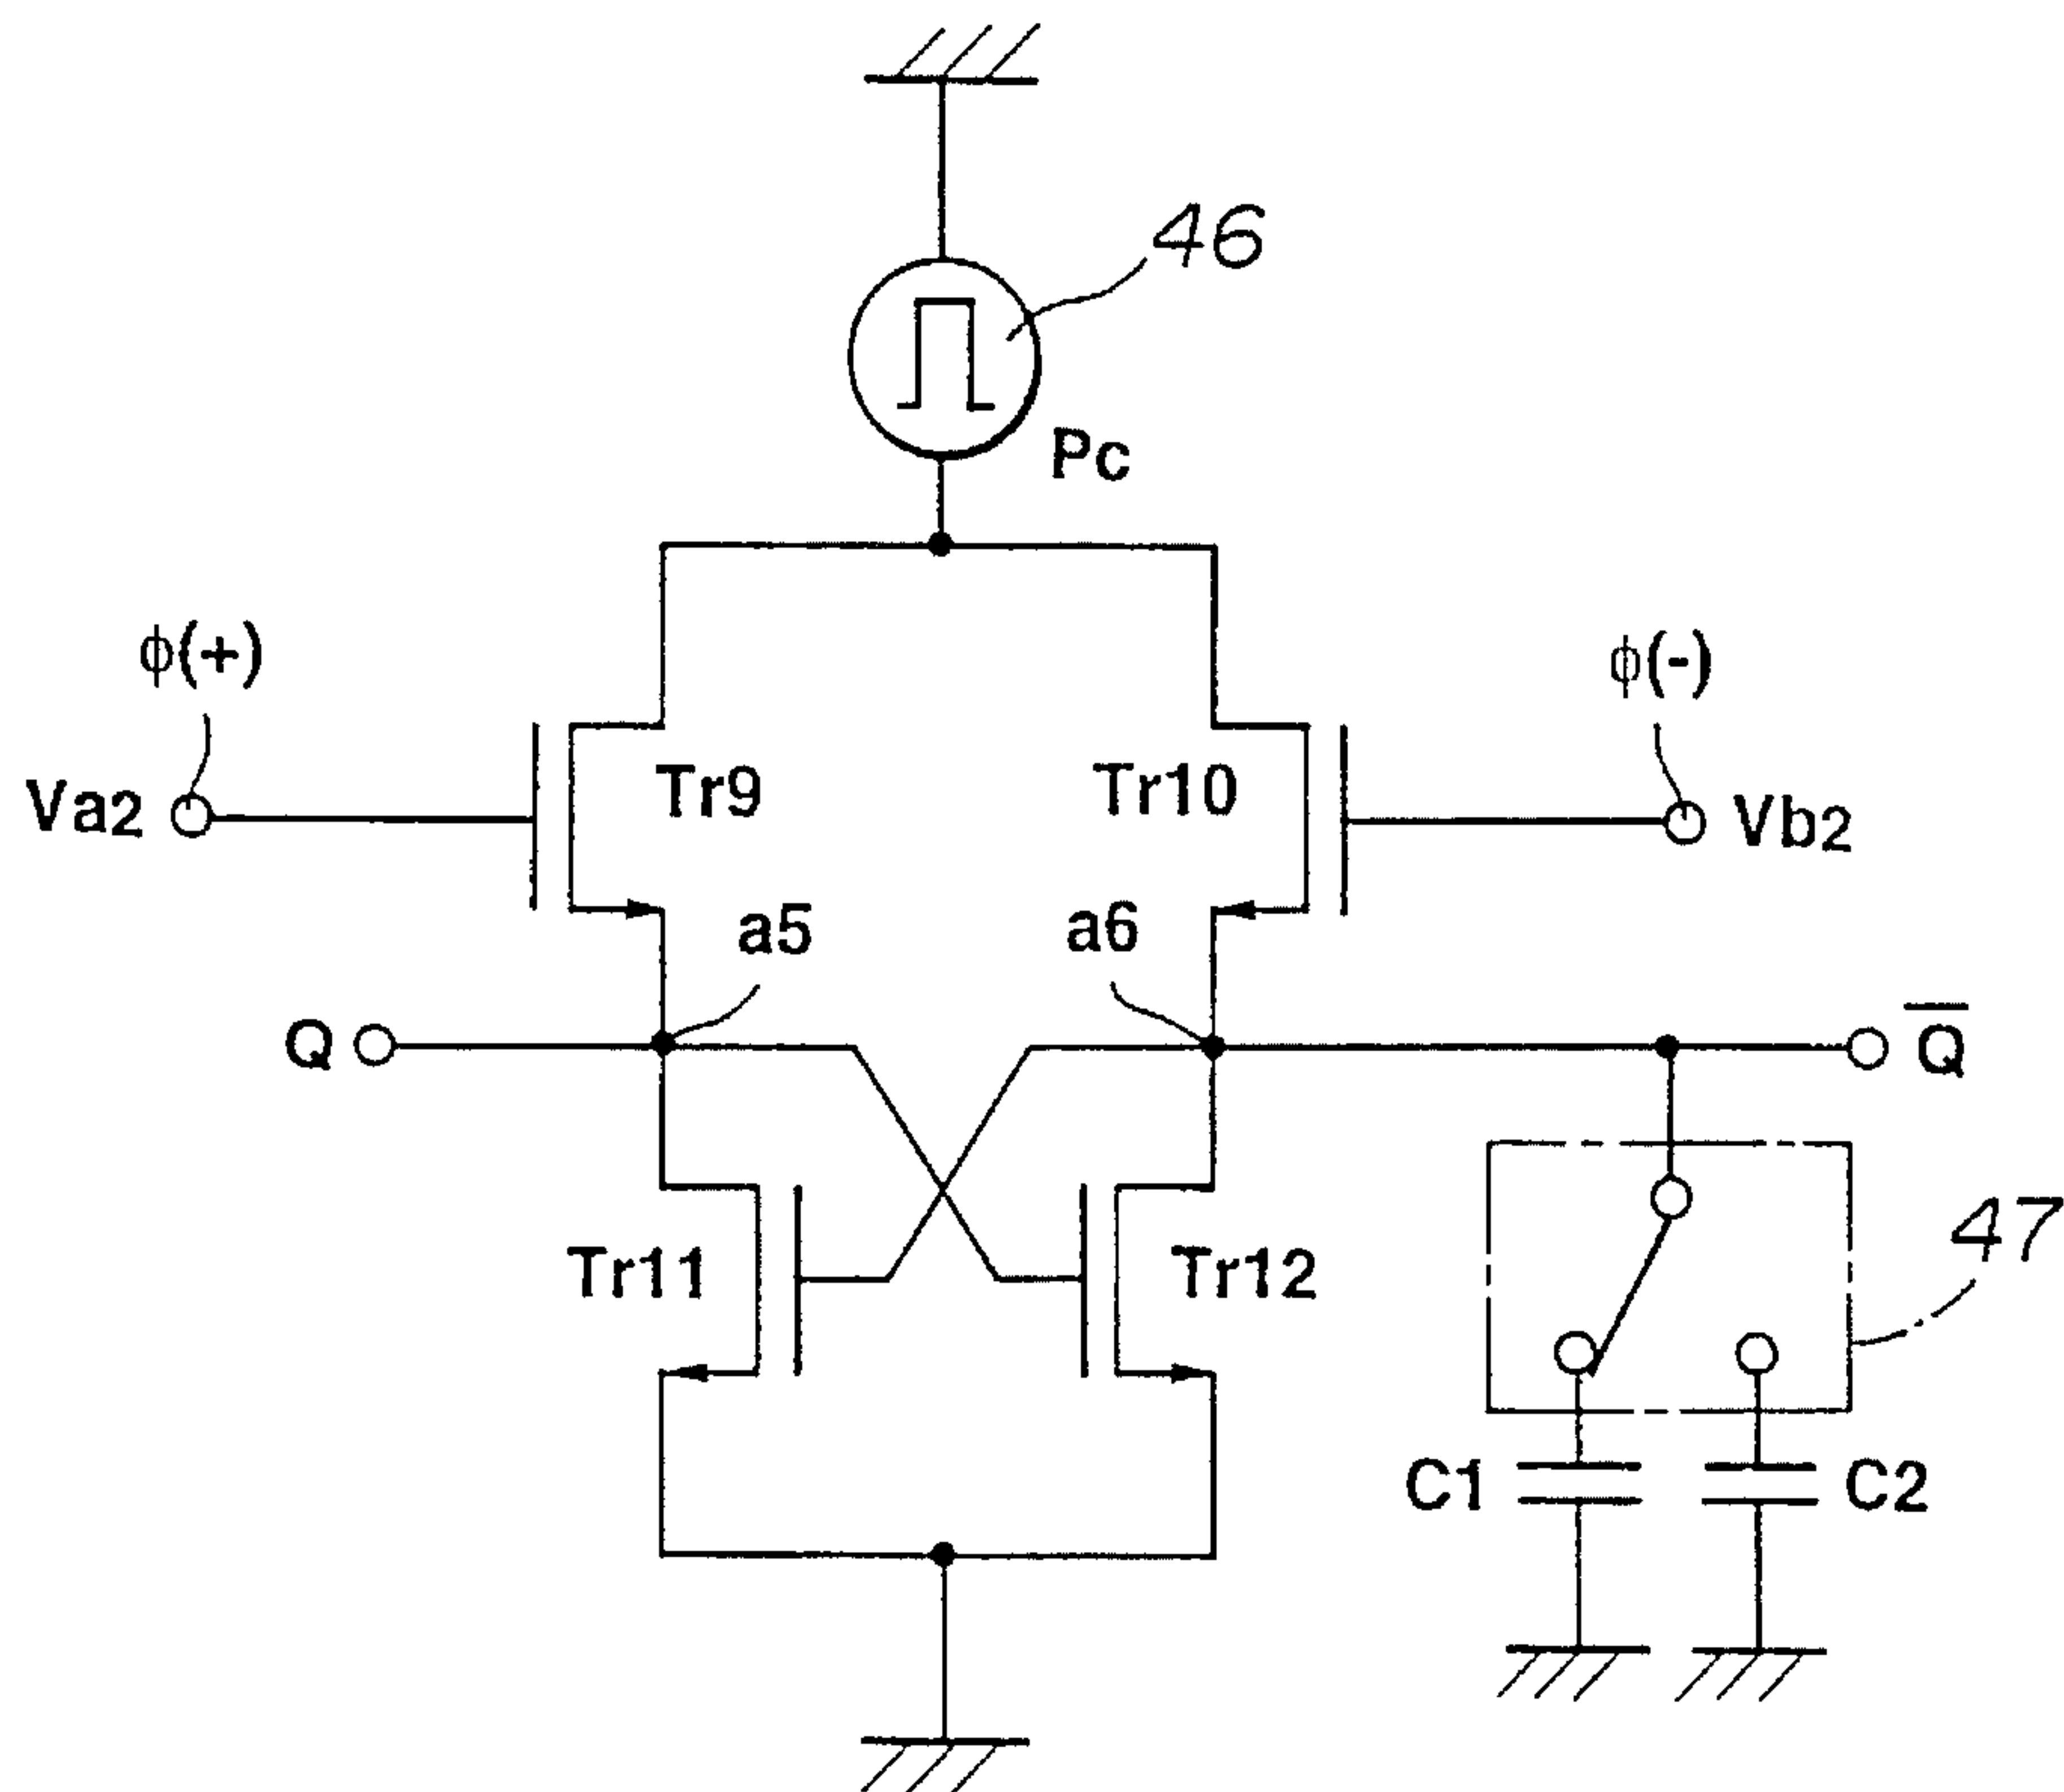 46
Pc
ϕ(+)
ϕ(-)
Va2
Tr9
Tr10
Vb2
a5
a6
Q
Q̅
Tr11
Tr12
47
C1
C2